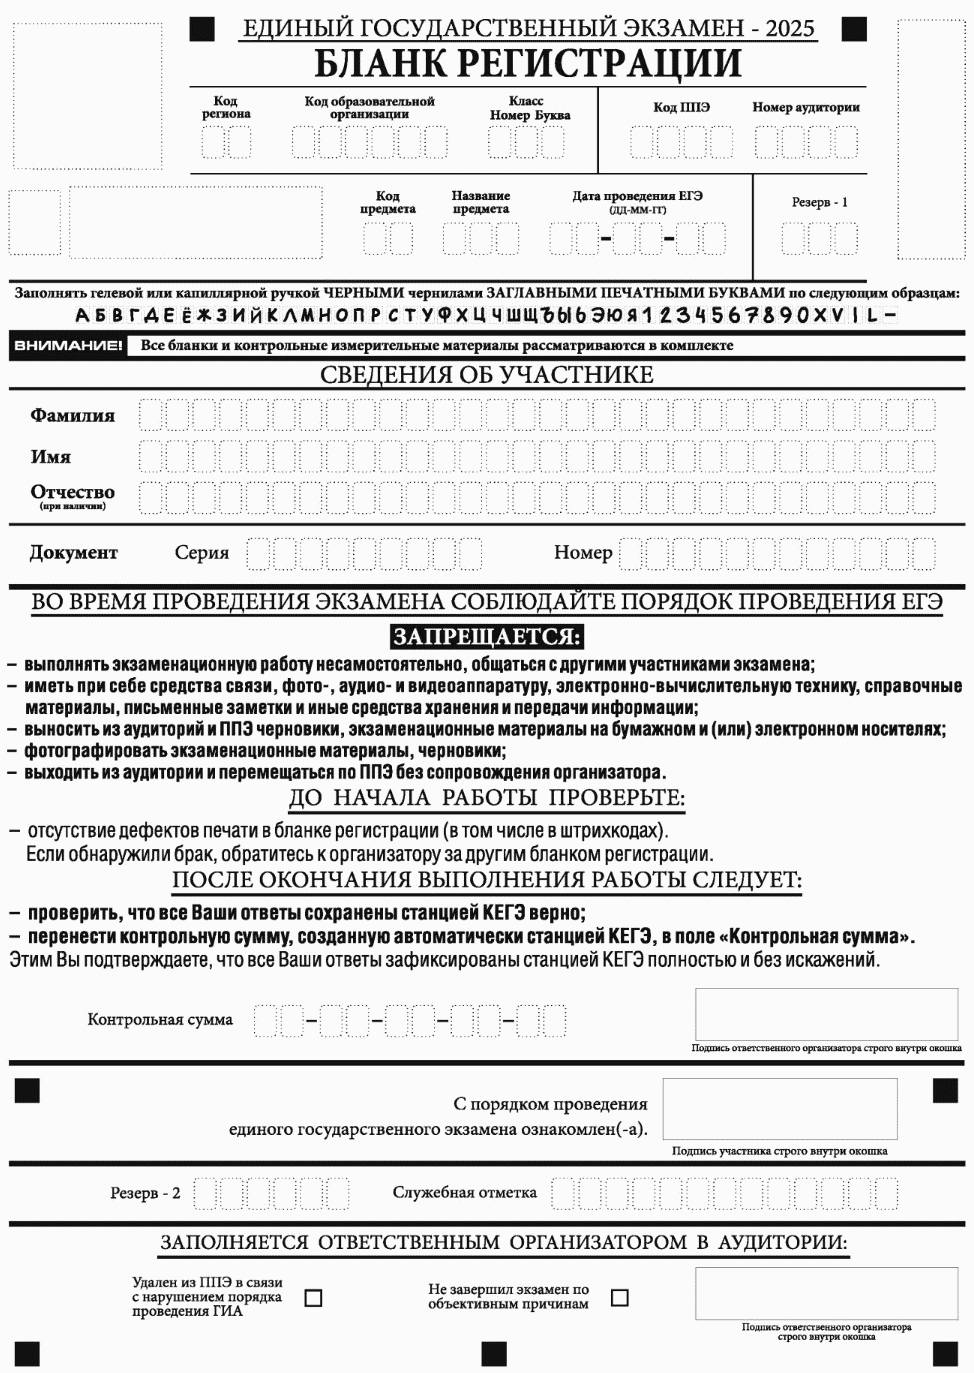 ЕДИНЫЙ ГОСУДАРСТВЕННЫЙ ЭКЗАМЕН - 2025
БЛАНК РЕГИСТРАЦИИ
Код региона
Код образовательной организации
Класс
Номер Буква
Код ППЭ
Номер аудитории
Код предмета
Название предмета
Дата проведения ЕГЭ
(ДД-ММ-ГГ)
Резерв - 1
Заполнять гелевой или капиллярной ручкой ЧЕРНЫМИ чернилами ЗАГЛАВНЫМИ ПЕЧАТНЫМИ БУКВАМИ по следующим образцам:
А Б В Г Д Е Ё Ж З И Й К Л М Н О П Р С Т У Ф Х Ц Ч Ш Щ Ъ Ы Ь Э Ю Я 1 2 3 4 5 6 7 8 9 0 X V I L –
ВНИМАНИЕ! Все бланки и контрольные измерительные материалы рассматриваются в комплекте
СВЕДЕНИЯ ОБ УЧАСТНИКЕ
Фамилия
Имя
Отчество
(при наличии)
Документ Серия Номер
ВО ВРЕМЯ ПРОВЕДЕНИЯ ЭКЗАМЕНА СОБЛЮДАЙТЕ ПОРЯДОК ПРОВЕДЕНИЯ ЕГЭ
ЗАПРЕЩАЕТСЯ:
– выполнять экзаменационную работу несамостоятельно, общаться с другими участниками экзамена;
– иметь при себе средства связи, фото-, аудио- и видеоаппаратуру, электронно-вычислительную технику, справочные
материалы, письменные заметки и иные средства хранения и передачи информации;
– выносить из аудиторий и ППЭ черновики, экзаменационные материалы на бумажном и (или) электронном носителях;
– фотографировать экзаменационные материалы, черновики;
– выходить из аудитории и перемещаться по ППЭ без сопровождения организатора.
ДО НАЧАЛА РАБОТЫ ПРОВЕРЬТЕ:
– отсутствие дефектов печати в бланке регистрации (в том числе в штрихкодах).
Если обнаружили брак, обратитесь к организатору за другим бланком регистрации.
ПОСЛЕ ОКОНЧАНИЯ ВЫПОЛНЕНИЯ РАБОТЫ СЛЕДУЕТ:
– проверить, что все Ваши ответы сохранены станцией КЕГЭ верно;
– перенести контрольную сумму, созданную автоматически станцией КЕГЭ, в поле «Контрольная сумма».
Этим Вы подтверждаете, что все Ваши ответы зафиксированы станцией КЕГЭ полностью и без искажений.
Контрольная сумма
Подпись ответственного организатора строго внутри окошка
С порядком проведения
единого государственного экзамена ознакомлен(-а).
Подпись участника строго внутри окошка
Резерв - 2 Служебная отметка
ЗАПОЛНЯЕТСЯ ОТВЕТСТВЕННЫМ ОРГАНИЗАТОРОМ В АУДИТОРИИ:
Удален из ППЭ в связи
с нарушением порядка
проведения ГИА
Не завершил экзамен по
объективным причинам
Подпись ответственного организатора
строго внутри окошка